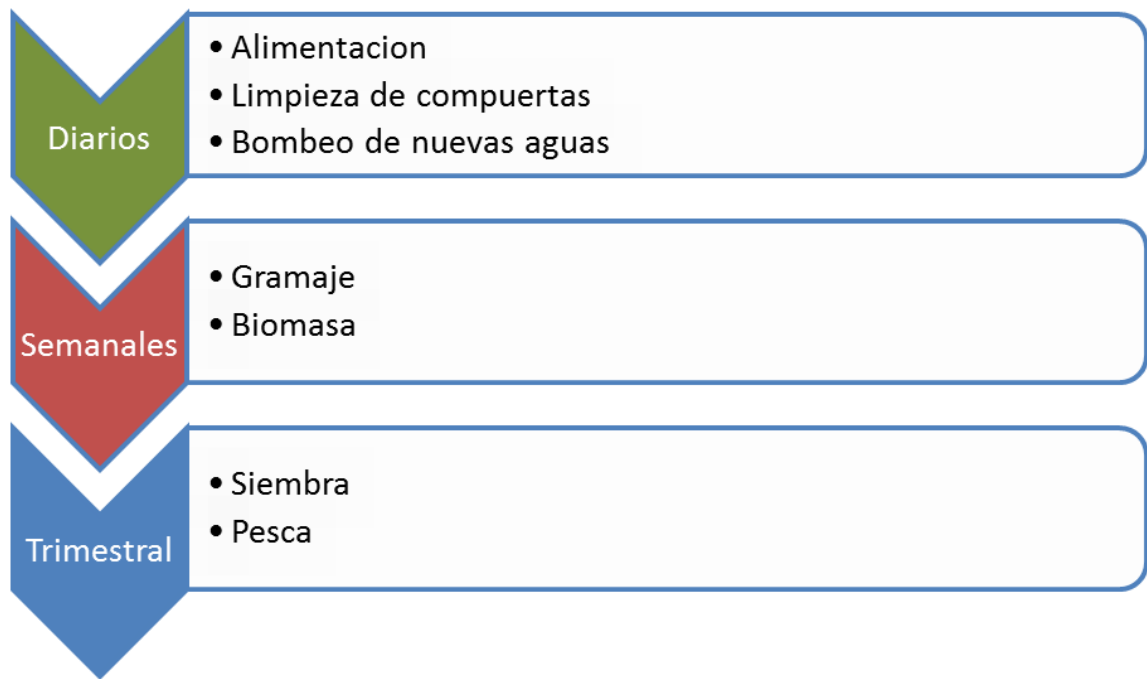 Diarios
• Alimentacion
• Limpieza de compuertas
• Bombeo de nuevas aguas
Semanales
• Gramaje
• Biomasa
Trimestral
• Siembra
• Pesca